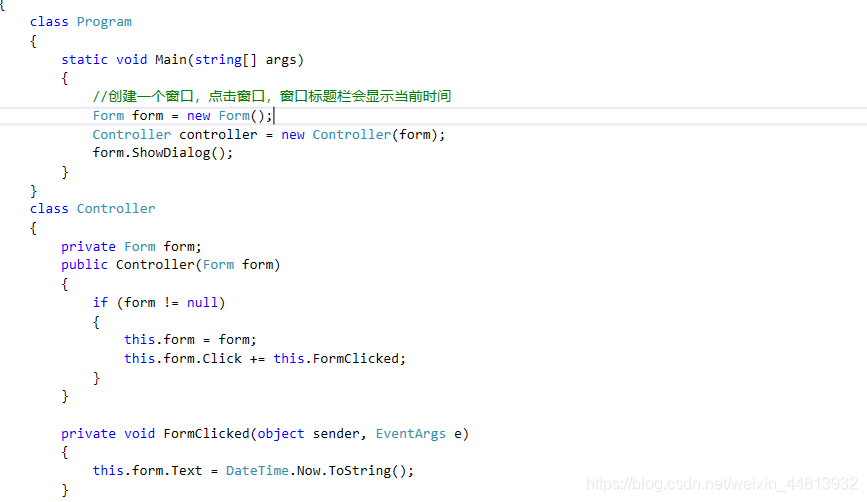 {
class Program
{
static void Main(string[] args)
{
//创建一个窗口，点击窗口，窗口标题栏会显示当前时间
Form form = new Form();
Controller controller = new Controller(form);
form.ShowDialog();
}
}
class Controller
{
private Form form;
public Controller(Form form)
{
if (form != null)
{
this.form = form;
this.form.Click += this.FormClicked;
}
}
private void FormClicked(object sender, EventArgs e)
{
this.form.Text = DateTime.Now.ToString();
}
https://blog.csdn.net/weixin_44813932